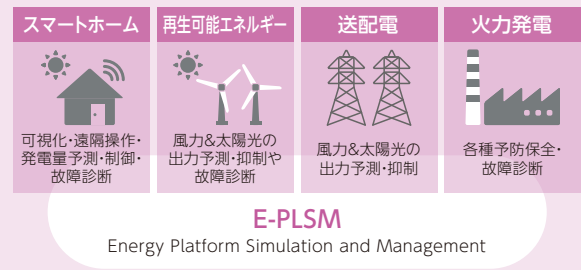 スマートホーム
可視化・遠隔操作・
発電量予測・制御・
故障診断
再生可能エネルギー
風力&太陽光の
出力予測・抑制や
故障診断
送配電
風力&太陽光の
出力予測・抑制
火力発電
各種予防保全・
故障診断
E-PLSM
Energy Platform Simulation and Management